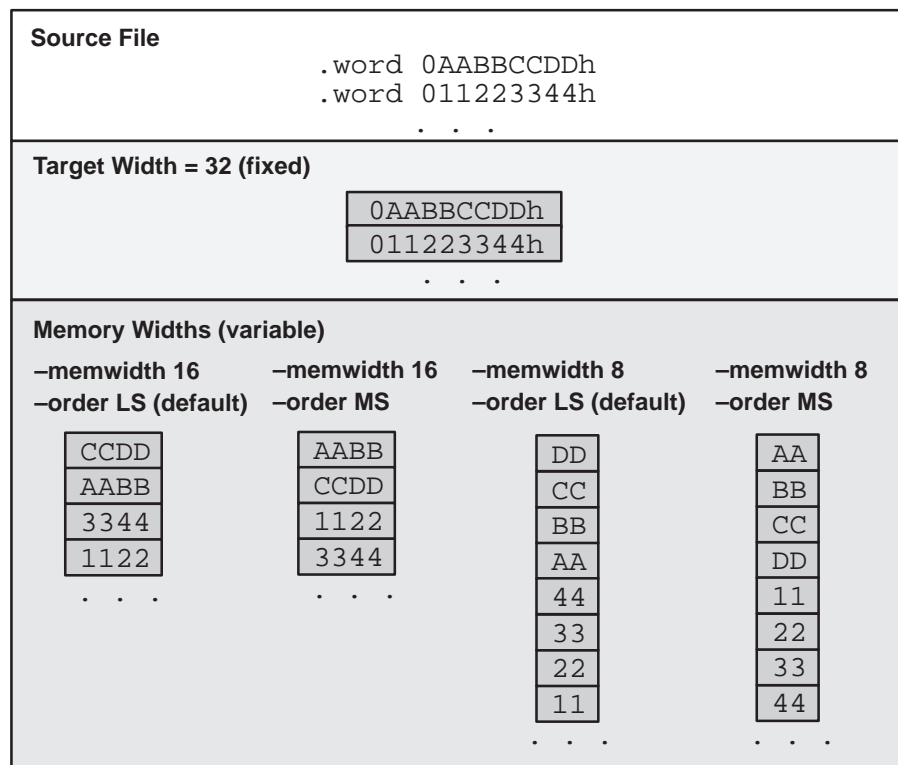 Source File
.word 0AABBCCDDh
.word 011223344h
. . .
Target Width = 32 (fixed)
0AABBCCDDh
011223344h
. . .
Memory Widths (variable)
–memwidth 16
–order LS (default)
CCDD
AABB
3344
1122
. . .
–memwidth 16
–order MS
AABB
CCDD
1122
3344
. . .
–memwidth 8
–order LS (default)
DD
CC
BB
AA
44
33
22
11
. . .
–memwidth 8
–order MS
AA
BB
CC
DD
11
22
33
44
. . .